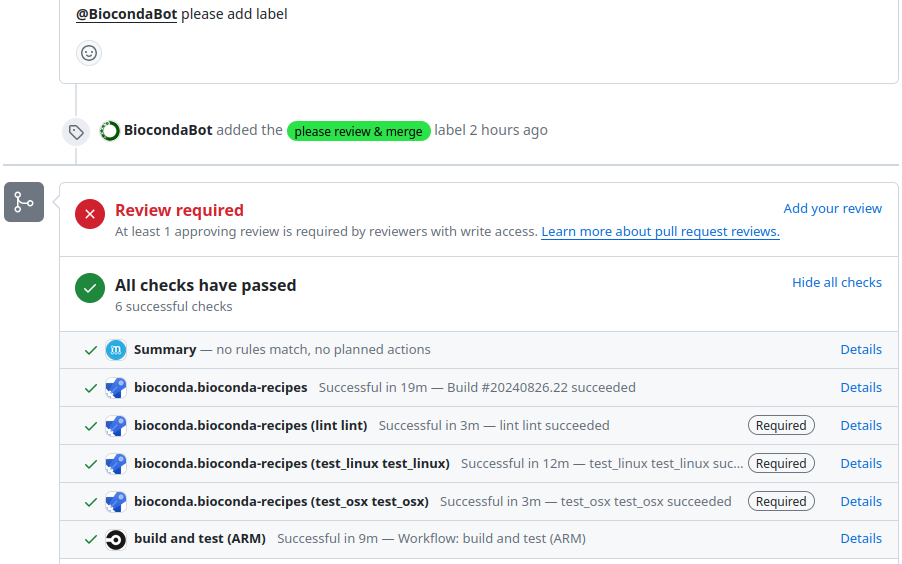 @BiocondaBot please add label
BiocondaBot added the please review & merge label 2 hours ago
Review required
Add your review
At least 1 approving review is required by reviewers with write access. Learn more about pull request reviews.
All checks have passed
Hide all checks
6 successful checks
Summary — no rules match, no planned actions Details
bioconda.bioconda-recipes Successful in 19m — Build #20240826.22 succeeded Details
bioconda.bioconda-recipes (lint lint) Successful in 3m — lint lint succeeded Required Details
bioconda.bioconda-recipes (test_linux test_linux) Successful in 12m — test_linux test_linux suc... Required Details
bioconda.bioconda-recipes (test_osx test_osx) Successful in 3m — test_osx test_osx succeeded Required Details
build and test (ARM) Successful in 9m — Workflow: build and test (ARM) Details